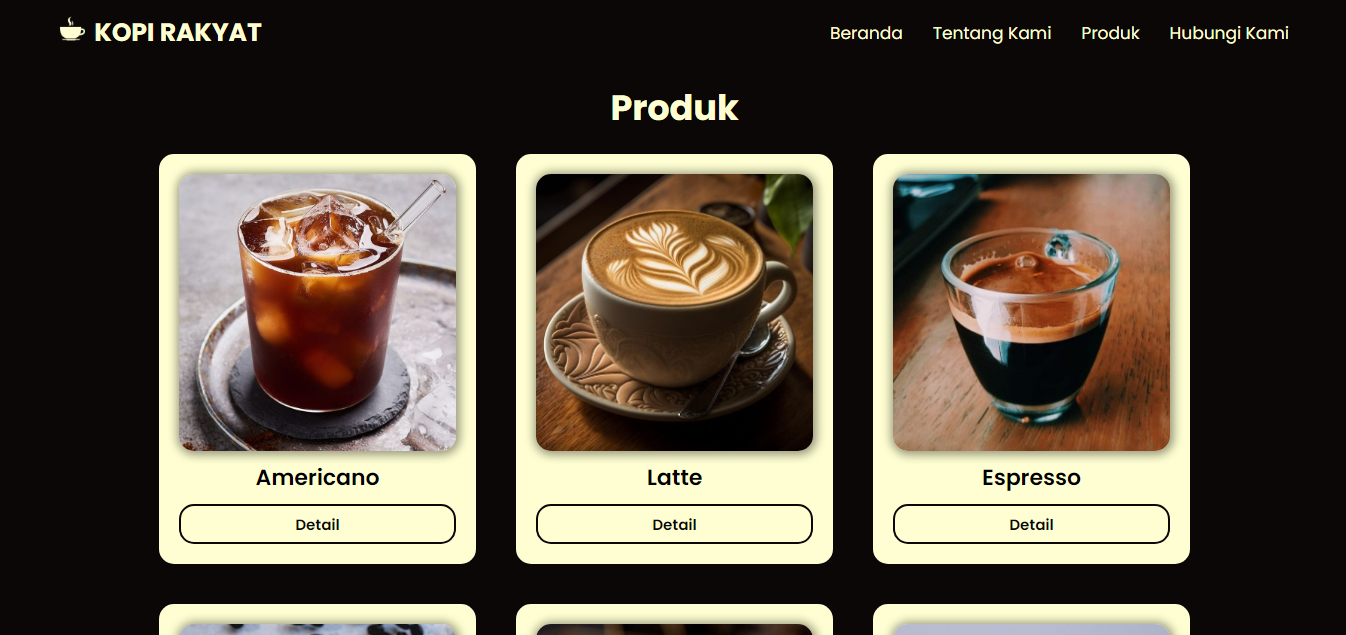 KOPI RAKYAT
Beranda Tentang Kami Produk Hubungi Kami
Produk
Americano
Latte
Espresso
Detail
Detail
Detail